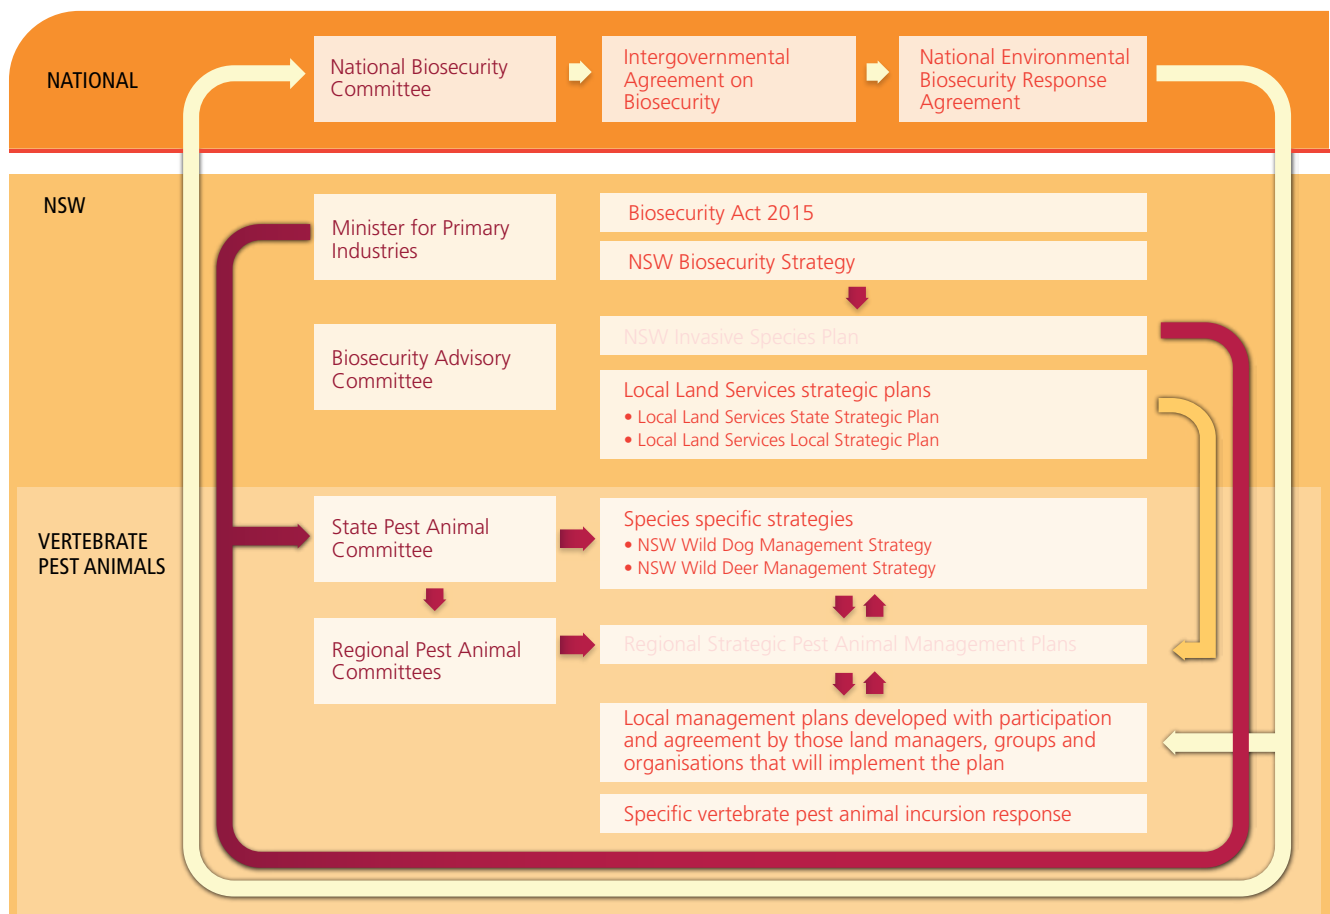 NATIONAL
National Biosecurity
Committee
Intergovernmental
Agreement on
Biosecurity
National Environmental
Biosecurity Response
Agreement
NSW
Minister for Primary
Industries
Biosecurity Act 2015
NSW Biosecurity Strategy
Biosecurity Advisory
Committee
NSW Invasive Species Plan
Local Land Services strategic plans
• Local Land Services State Strategic Plan
• Local Land Services Local Strategic Plan
VERTEBRATE
PEST ANIMALS
State Pest Animal
Committee
Species specific strategies
• NSW Wild Dog Management Strategy
• NSW Wild Deer Management Strategy
Regional Pest Animal
Committees
Regional Strategic Pest Animal Management Plans
Local management plans developed with participation
and agreement by those land managers, groups and
organisations that will implement the plan
Specific vertebrate pest animal incursion response